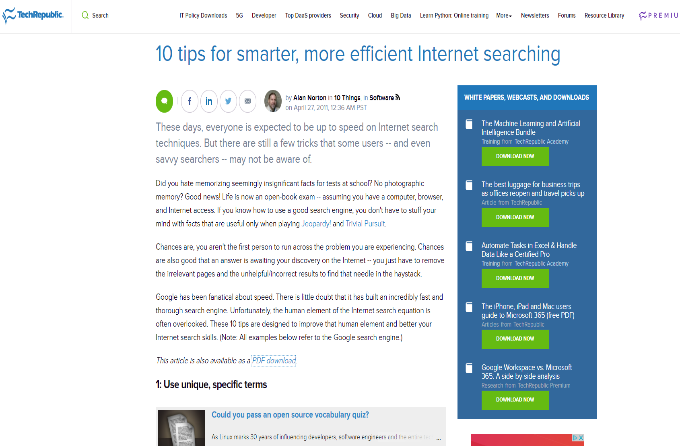 TechRepublic.
Search
IT Policy Downloads 5G Developer Top DaaS providers Security Cloud Big Data Learn Python: Online training More Newsletters Forums Resource Library
PREMIU
10 tips for smarter, more efficient Internet searching
by Alan Norton in 10 Things in Software
on April 27, 2011, 12:36 AM PST
These days, everyone is expected to be up to speed on Internet search
techniques. But there are still a few tricks that some users -- and even
savvy searchers -- may not be aware of.
Did you hate memorizing seemingly insignificant facts for tests at school? No photographic
memory? Good news! Life is now an open-book exam -- assuming you have a computer, browser,
and Internet access. If you know how to use a good search engine, you don't have to stuff your
mind with facts that are useful only when playing Jeopardy! and Trivial Pursuit.
Chances are, you aren't the first person to run across the problem you are experiencing. Chances
are also good that an answer is awaiting your discovery on the Internet -- you just have to remove
the irrelevant pages and the unhelpful/incorrect results to find that needle in the haystack.
Google has been fanatical about speed. There is little doubt that it has built an incredibly fast and
thorough search engine. Unfortunately, the human element of the Internet search equation is
often overlooked. These 10 tips are designed to improve that human element and better your
Internet search skills. (Note: All examples below refer to the Google search engine.)
This article is also available as a PDF download
1: Use unique, specific terms
Could you pass an open source vocabulary quiz?
As Linux marks 30 years of influencing developers, software engineers and the
WHITE PAPERS, WEBCASTS, AND DOWNLOADS
The Machine Learning and Artificial
Intelligence Bundle
Training from TechRepublic Academy
DOWNLOAD NOW
The best luggage for business trips
as offices reopen and travel picks up
Article from TechRepublic
DOWNLOAD NOW
Automate Tasks in Excel & Handle
Data Like a Certified Pro
Training from TechRepublic Academy
DOWNLOAD NOW
The iPhone, iPad and Mac users
guide to Microsoft 365 (free PDF)
Articles from TechRepublic
DOWNLOAD NOW
Google Workspace vs. Microsoft
365: A side by side analysis
Research from TechRepublic Premium
DOWNLOAD NOW